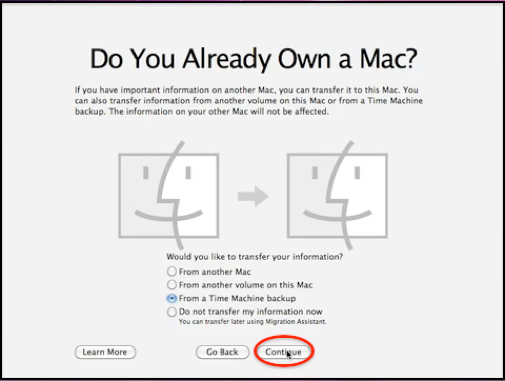 Do You Already Own a Mac?
If you have important information on another Mac, you can transfer it to this Mac. You
can also transfer information from another volume on this Mac or from a Time Machine
backup. The information on your other Mac will not be affected.
Would you like to transfer your information?
From another Mac
From another volume on this Mac
From a Time Machine backup
Do not transfer my information now
You can transfer later using Migration Assistant.
Learn More
Go Back
Continue